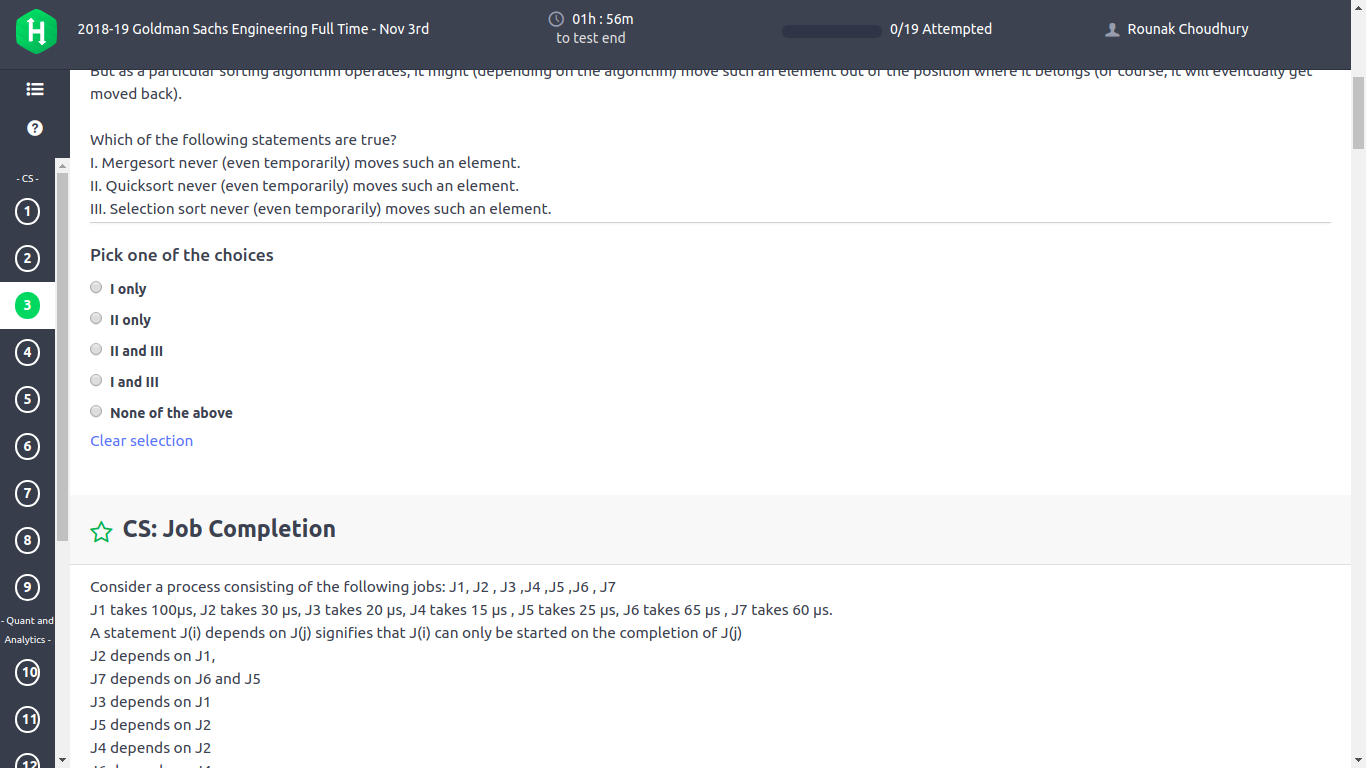 2018-19 Goldman Sachs Engineering Full Time - Nov 3rd
01h : 56m
to test end
0/19 Attempted
Rounak Choudhury
But as a particular sorting algorithm operates, it might (depending on the algorithm) move such an element out of the position where it belongs (of course, it will eventually get
moved back).
Which of the following statements are true?
I. Mergesort never (even temporarily) moves such an element.
II. Quicksort never (even temporarily) moves such an element.
III. Selection sort never (even temporarily) moves such an element.
Pick one of the choices
I only
II only
II and III
I and III
None of the above
Clear selection
CS: Job Completion
Consider a process consisting of the following jobs: J1, J2 , J3 ,J4 ,J5 ,J6 , J7
J1 takes 100µs, J2 takes 30 µs, J3 takes 20 µs, J4 takes 15 µs , J5 takes 25 µs, J6 takes 65 µs , J7 takes 60 µs.
A statement J(i) depends on J(j) signifies that J(i) can only be started on the completion of J(j)
J2 depends on J1,
J7 depends on J6 and J5
J3 depends on J1
J5 depends on J2
J4 depends on J2
- CS -
1
2
3
4
5
6
7
8
9
- Quant and
Analytics -
10
11
12